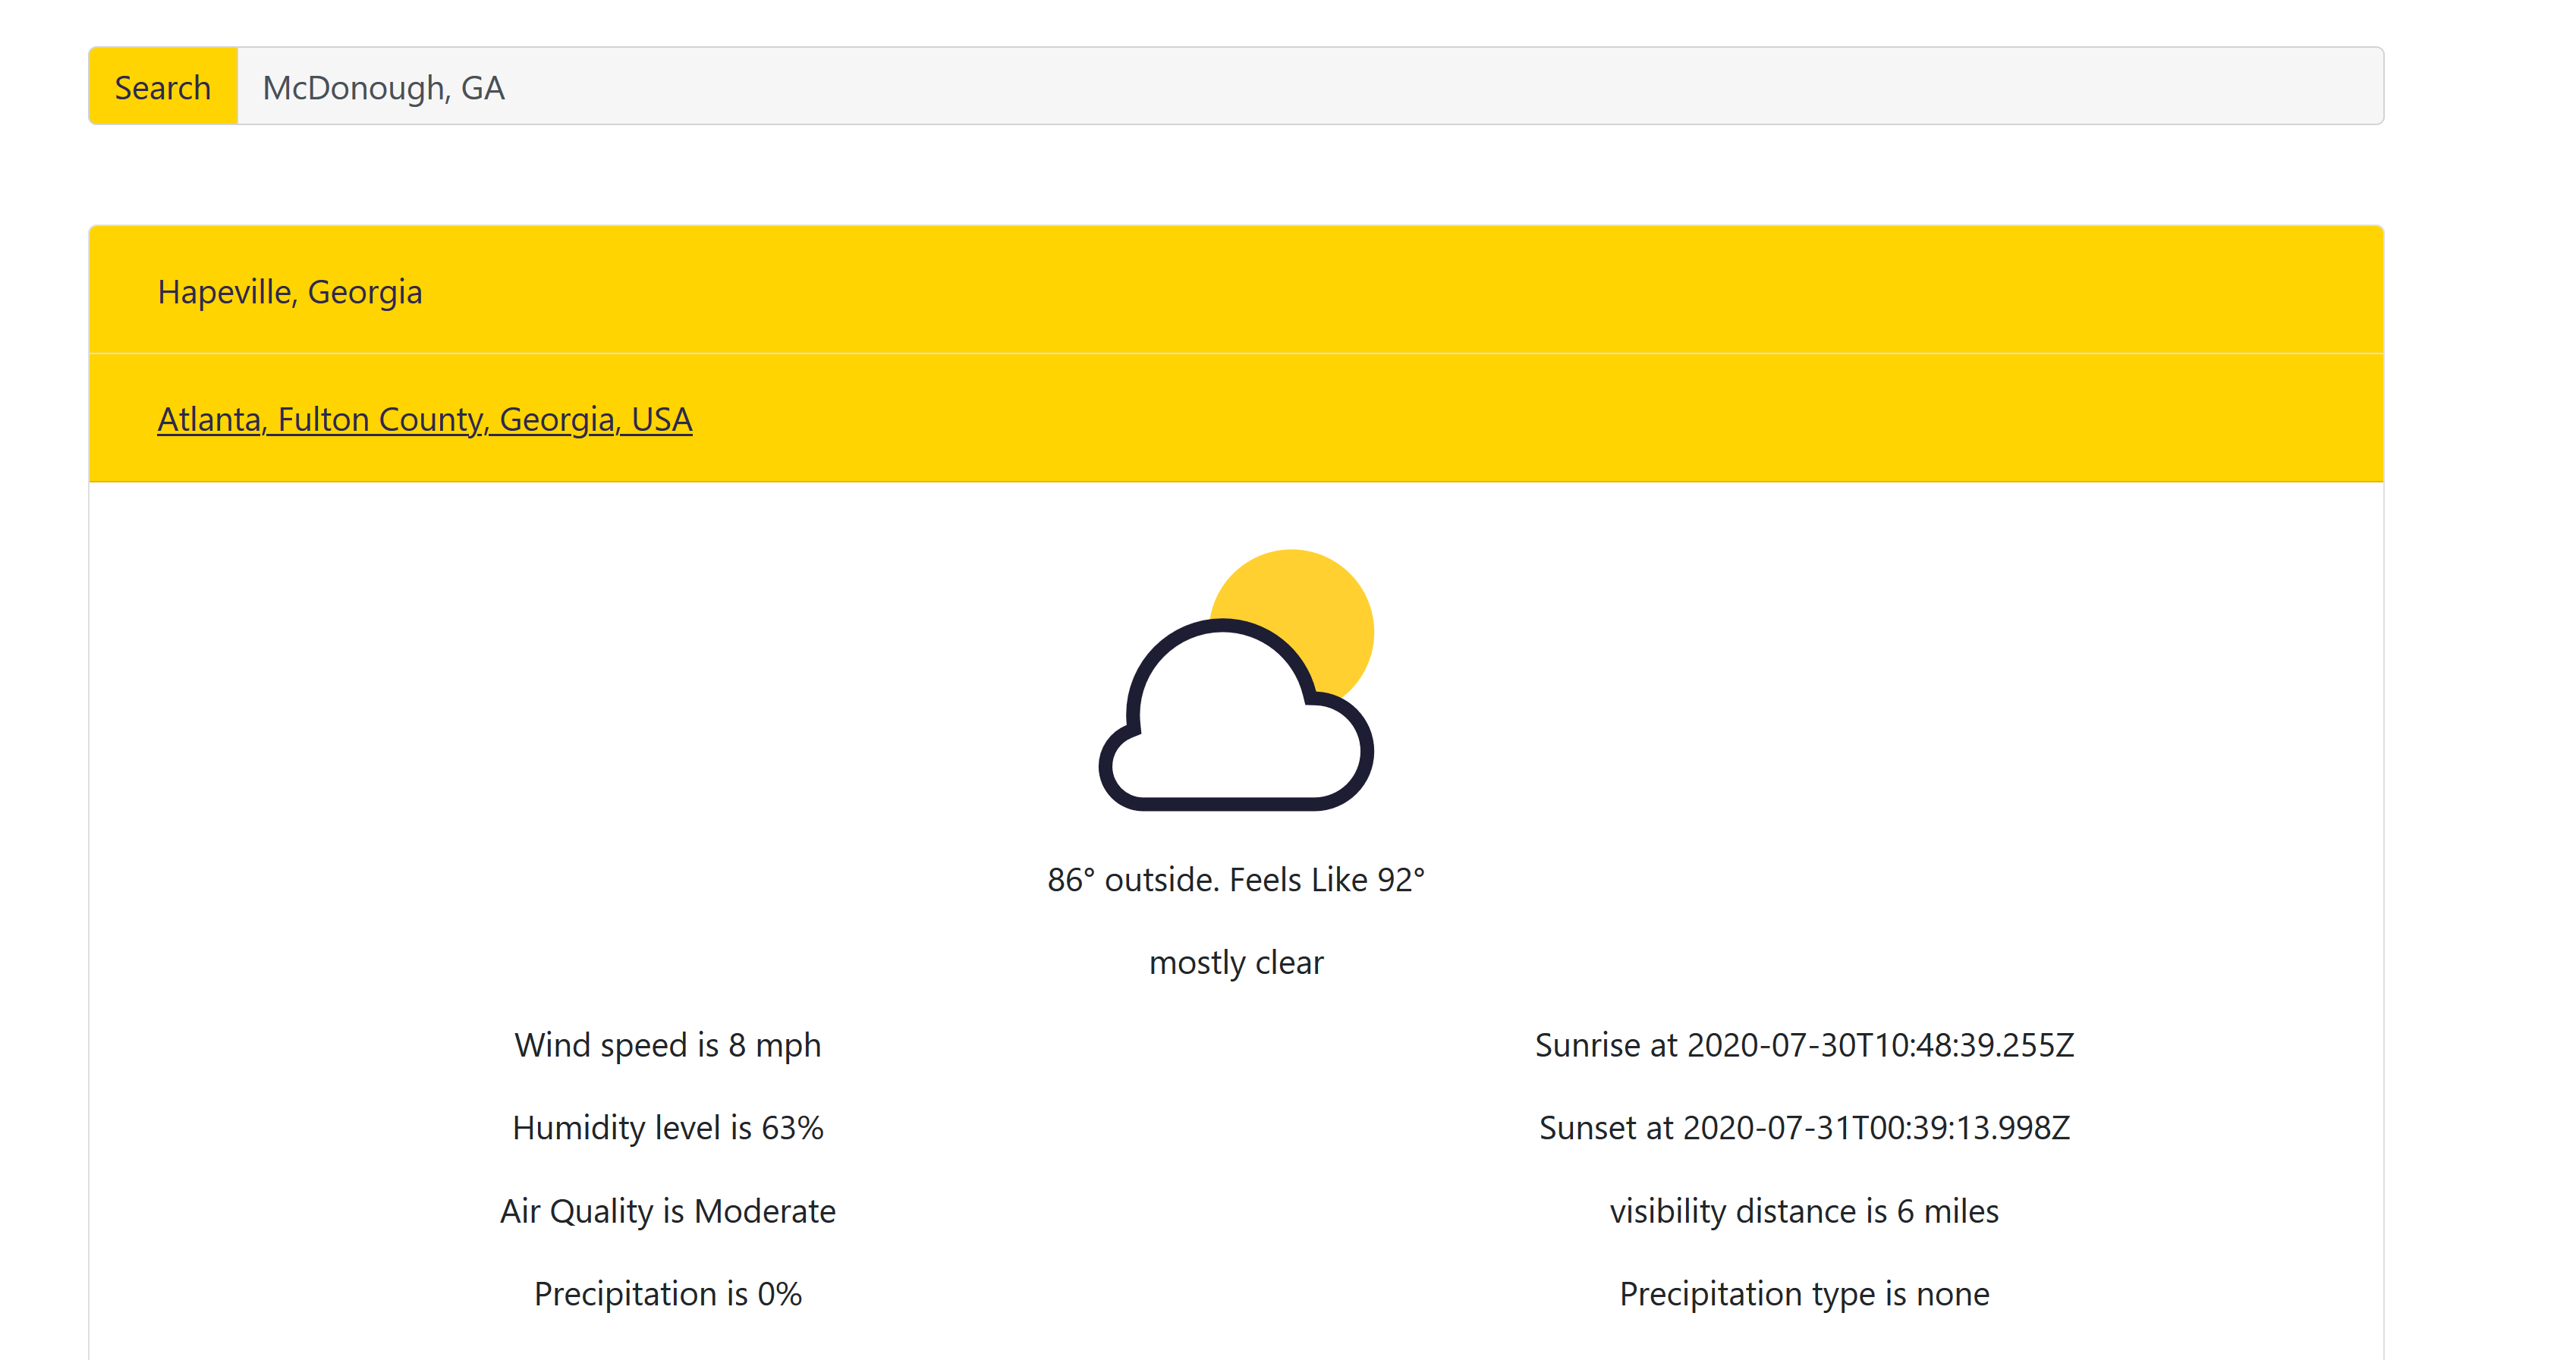 Search McDonough, GA
Hapeville, Georgia
Atlanta, Fulton County, Georgia, USA
86° outside. Feels Like 92°
mostly clear
Wind speed is 8 mph
Humidity level is 63%
Air Quality is Moderate
Precipitation is 0%
Sunrise at 2020-07-30T10:48:39.255Z
Sunset at 2020-07-31T00:39:13.998Z
visibility distance is 6 miles
Precipitation type is none